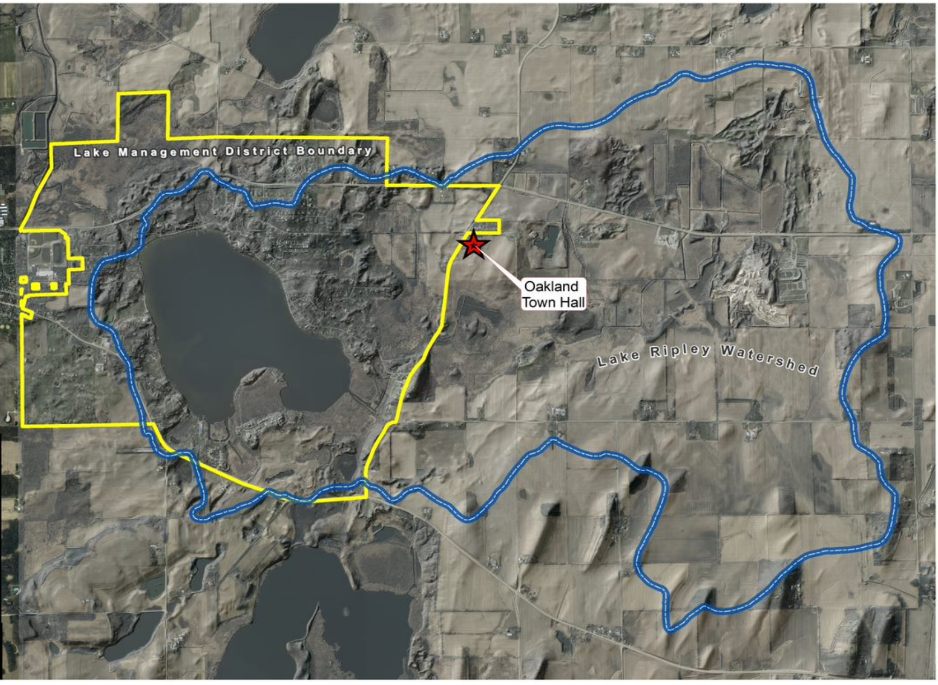 Lake Management District Boundary
Oakland
Town Hall
Lake Ripley Watershed